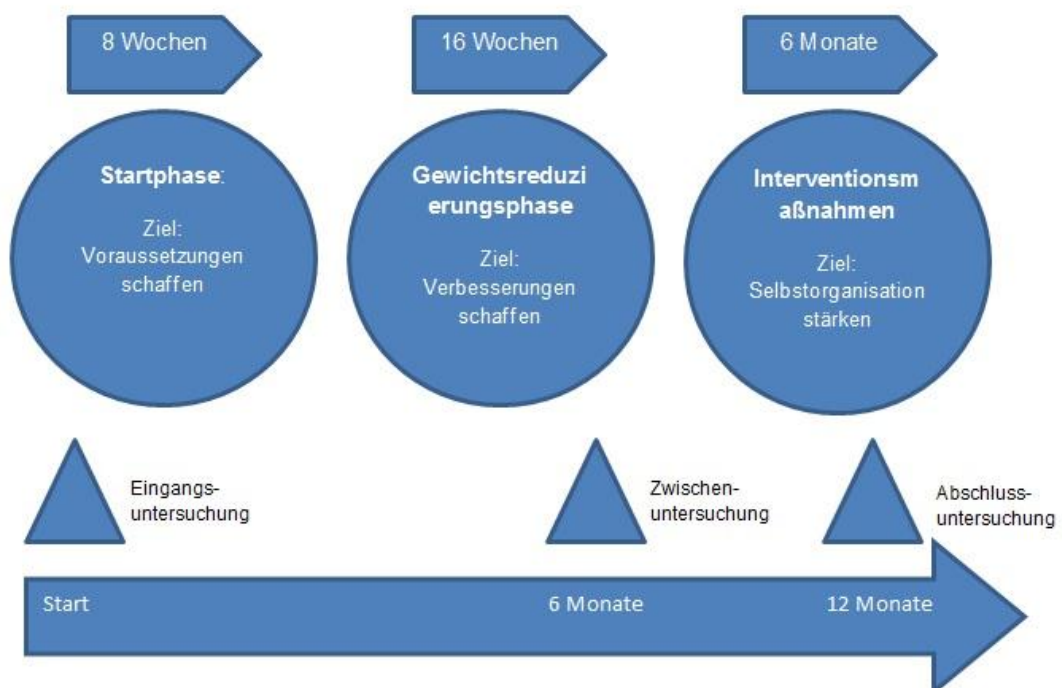 8 Wochen
16 Wochen
6 Monate
Startphase:
Ziel:
Voraussetzungen
schaffen
Gewichtsreduzi
erungsphase
Ziel:
Verbesserungen
schaffen
Interventionsm
aßnahmen
Ziel:
Selbstorganisation
stärken
Eingangs-
untersuchung
Zwischen-
untersuchung
Abschluss-
untersuchung
Start
6 Monate
12 Monate